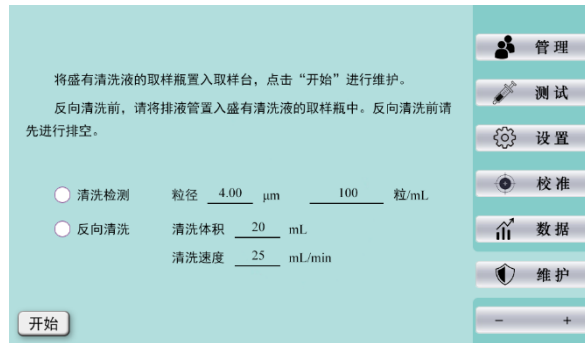 将盛有清洗液的取样瓶置入取样台，点击“开始”进行维护。
反向清洗前，请将排液管置入盛有清洗液的取样瓶中。反向清洗前请
先进行排空。
清洗检测 粒径 4.00 μm 100 粒/mL
反向清洗 清洗体积 20 mL
清洗速度 25 mL/min
开始
管理
测试
设置
校准
数据
维护
- +